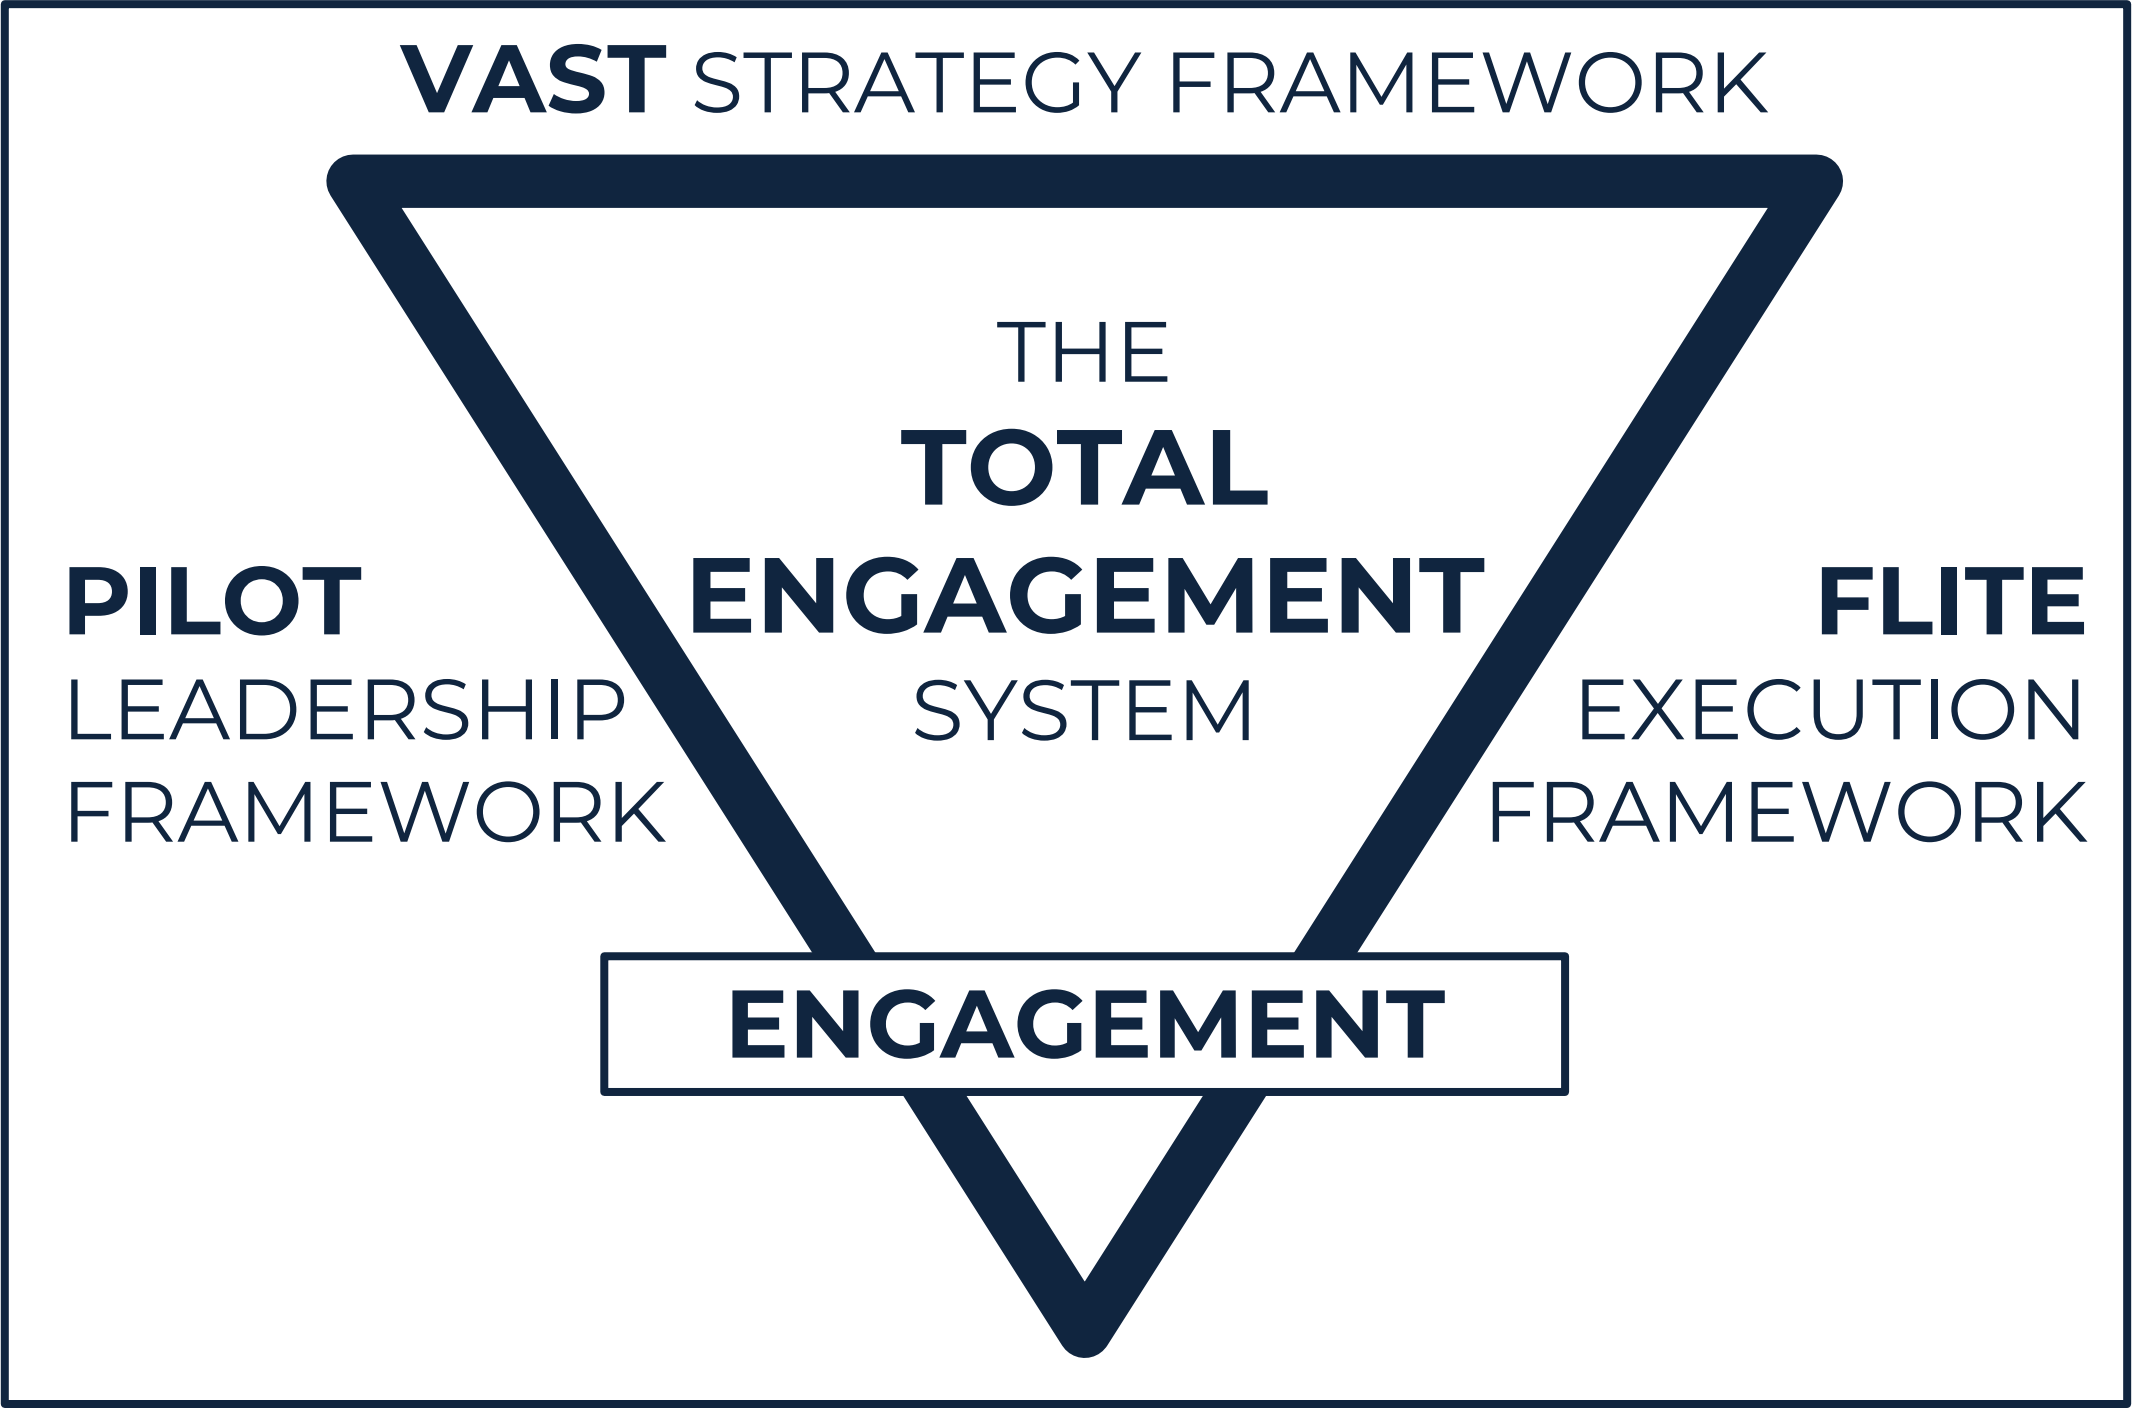 VAST STRATEGY FRAMEWORK
THE
TOTAL
ENGAGEMENT
SYSTEM
PILOT
LEADERSHIP
FRAMEWORK
FLITE
EXECUTION
FRAMEWORK
ENGAGEMENT